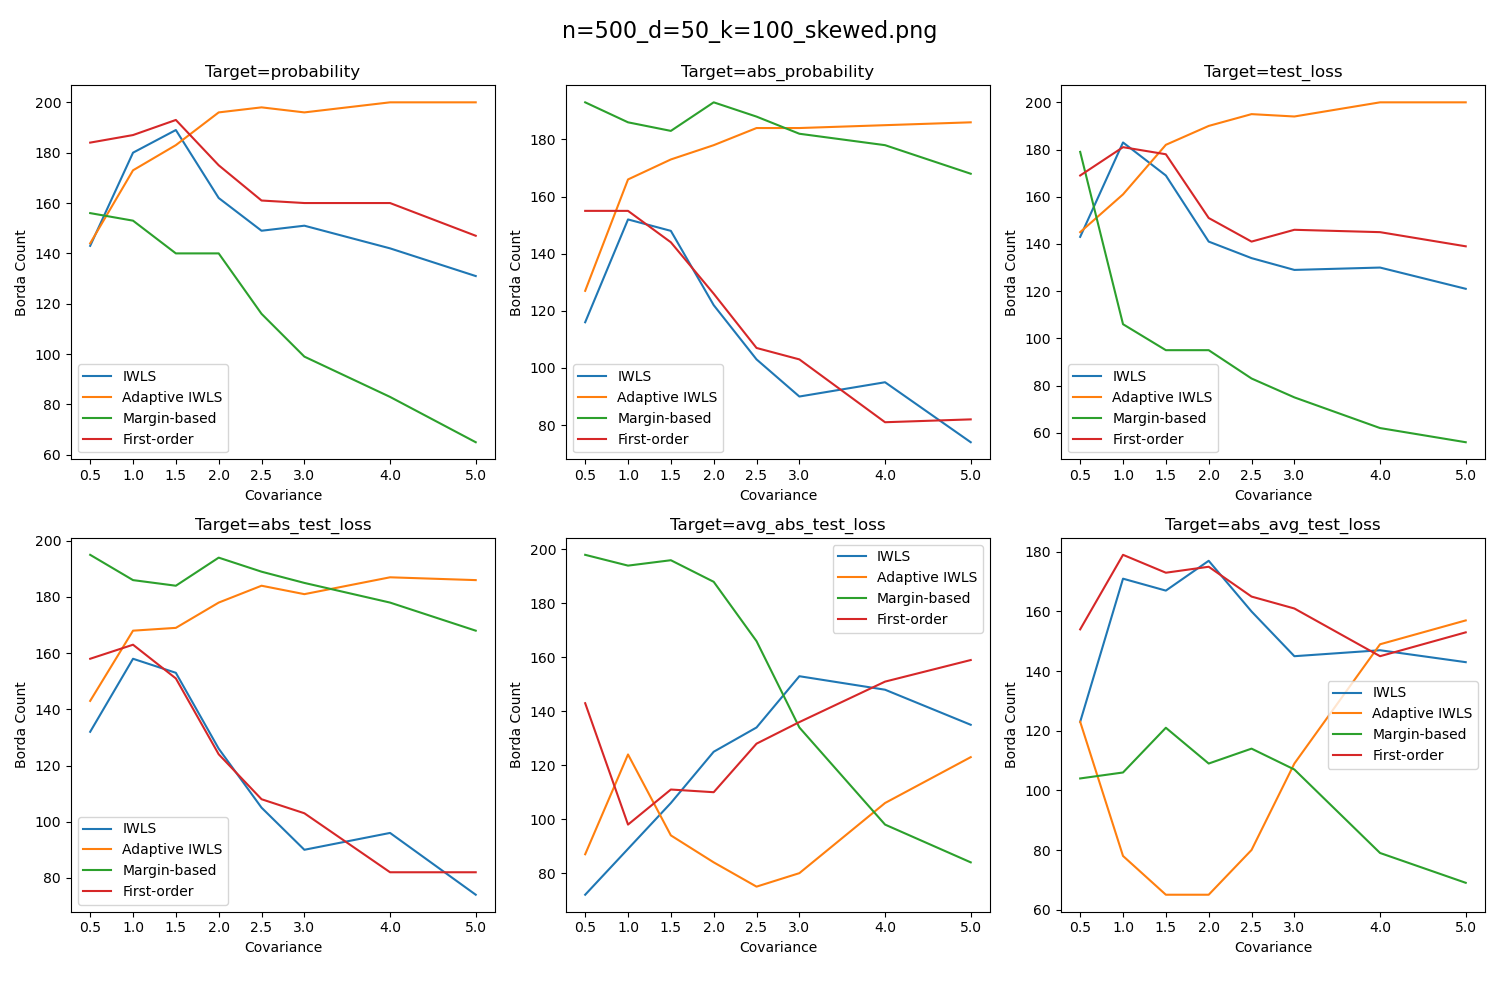 n=500_d=50_k=100_skewed.png
Target=probability
200
180
160
140
120
100
80
60
Borda Count
IWLS
Adaptive IWLS
Margin-based
First-order
0.5 1.0 1.5 2.0 2.5 3.0 4.0 5.0
Covariance
Target=abs_probability
180
160
140
120
100
80
Borda Count
IWLS
Adaptive IWLS
Margin-based
First-order
0.5 1.0 1.5 2.0 2.5 3.0 4.0 5.0
Covariance
Target=test_loss
200
180
160
140
120
100
80
60
Borda Count
IWLS
Adaptive IWLS
Margin-based
First-order
0.5 1.0 1.5 2.0 2.5 3.0 4.0 5.0
Covariance
Target=abs_test_loss
200
180
160
140
120
100
80
Borda Count
IWLS
Adaptive IWLS
Margin-based
First-order
0.5 1.0 1.5 2.0 2.5 3.0 4.0 5.0
Covariance
Target=avg_abs_test_loss
200
180
160
140
120
100
80
Borda Count
IWLS
Adaptive IWLS
Margin-based
First-order
0.5 1.0 1.5 2.0 2.5 3.0 4.0 5.0
Covariance
Target=abs_avg_test_loss
180
160
140
120
100
80
60
Borda Count
IWLS
Adaptive IWLS
Margin-based
First-order
0.5 1.0 1.5 2.0 2.5 3.0 4.0 5.0
Covariance